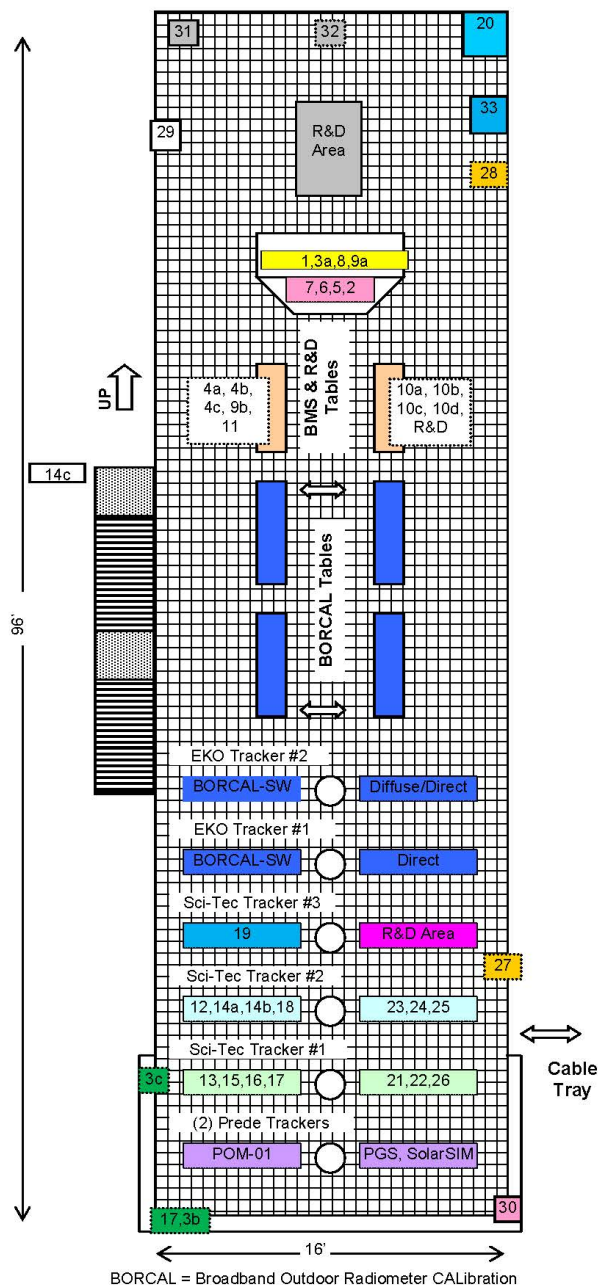 31
32
20
33
29
R&D
Area
28
1,3a,8,9a
7,6,5,2
UP
4a, 4b,
4c, 9b,
11
BMS & R&D
Tables
10a, 10b,
10c, 10d,
R&D
14c
96'
BORCAL Tables
EKO Tracker #2
BORCAL-SW
Diffuse/Direct
EKO Tracker #1
BORCAL-SW
Direct
Sci-Tec Tracker #3
19
R&D Area
27
Sci-Tec Tracker #2
12,14a,14b,18
23,24,25
Sci-Tec Tracker #1
Cable
Tray
3c
13,15,16,17
21,22,26
(2) Prede Trackers
POM-01
PGS, SolarSIM
30
17,3b
16'
BORCAL = Broadband Outdoor Radiometer CALibration